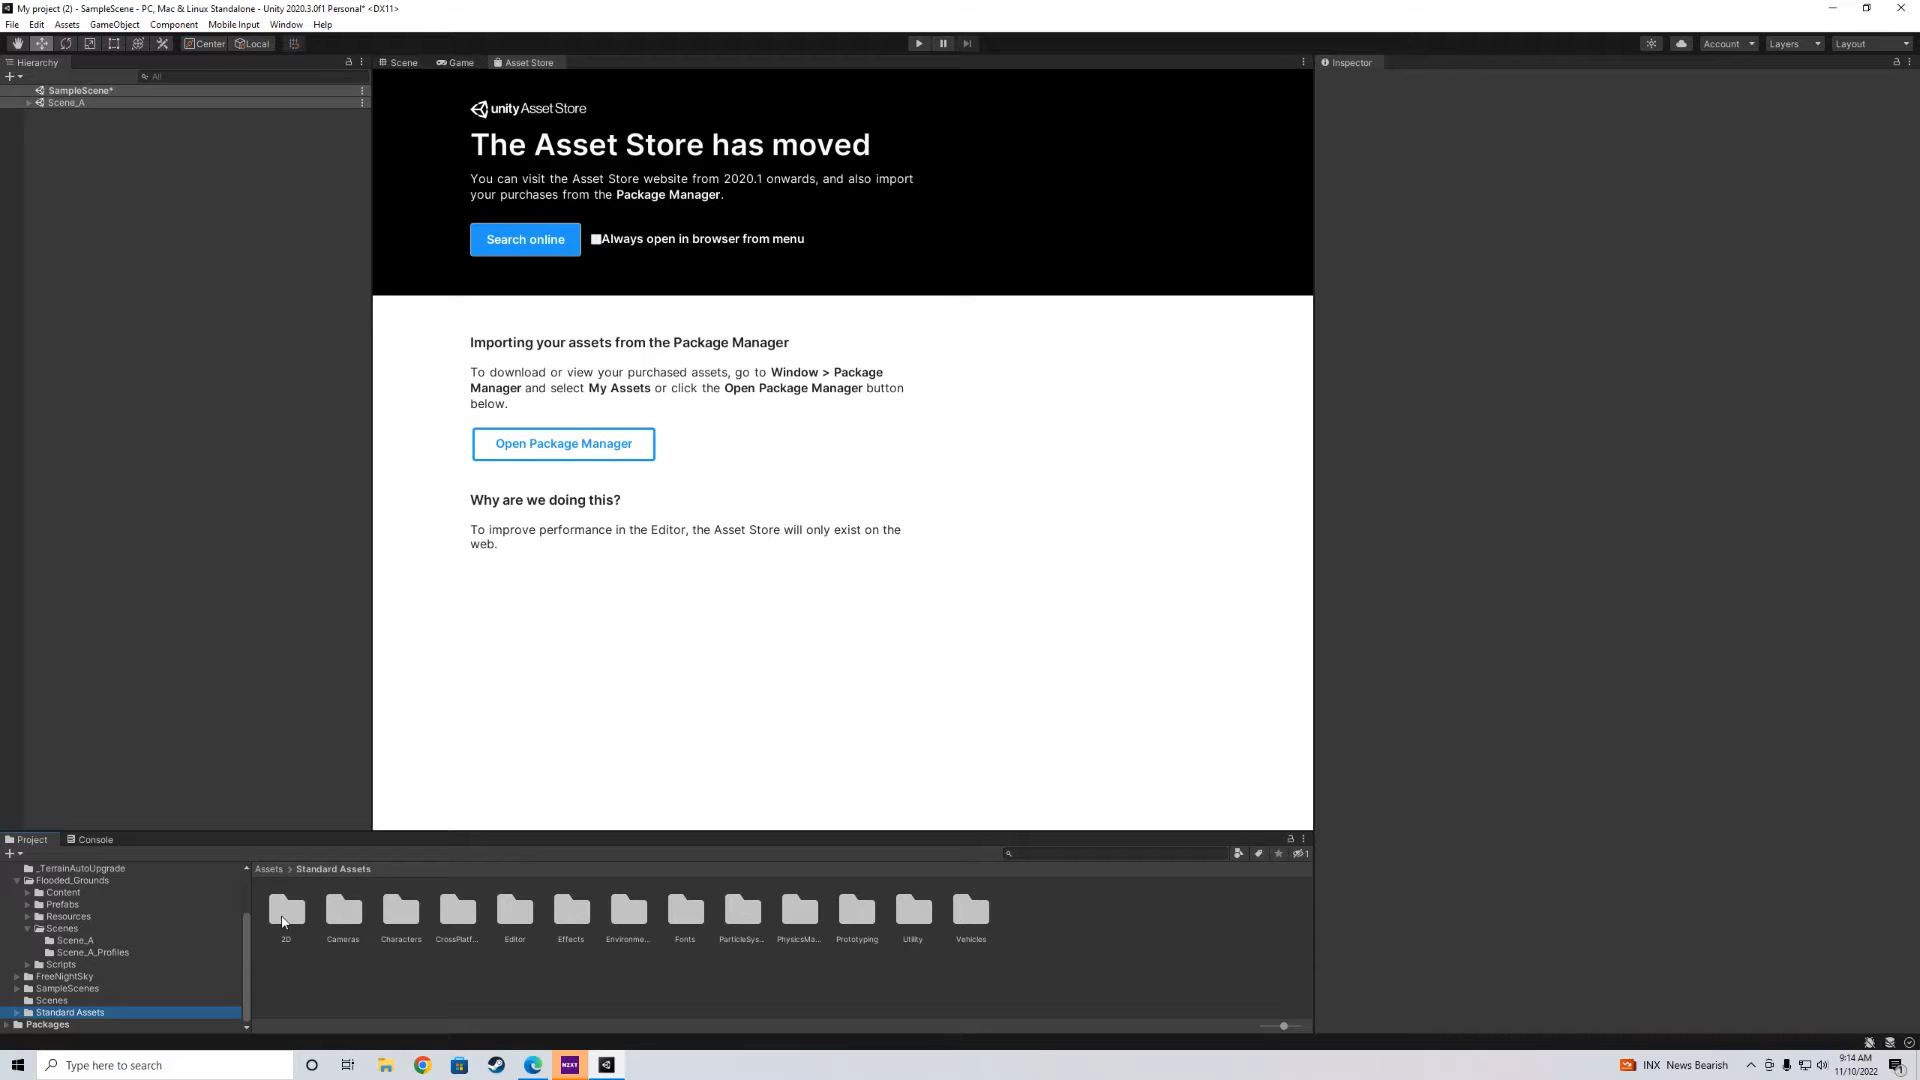 My project (2) - SampleScene - PC, Mac & Linux Standalone - Unity 2020.3.0f1 Personal* <DX11>
File Edit Assets GameObject Component Mobile Input Window Help
Center Local Account Layers Layout
Hierarchy Scene Game Asset Store Inspector
All
SampleScene*
Scene_A
unity Asset Store
The Asset Store has moved
You can visit the Asset Store website from 2020.1 onwards, and also import
your purchases from the Package Manager.
Search online Always open in browser from menu
Importing your assets from the Package Manager
To download or view your purchased assets, go to Window > Package
Manager and select My Assets or click the Open Package Manager button
below.
Open Package Manager
Why are we doing this?
To improve performance in the Editor, the Asset Store will only exist on the
web.
Project Console
1
_TerrainAutoUpgrade
Flooded_Grounds
Content
Prefabs
Resources
Scenes
Scene_A
Scene_A_Profiles
Scripts
FreeNightSky
SampleScenes
Scenes
Standard Assets
Packages
Assets > Standard Assets
2D Cameras Characters CrossPlatf... Editor Effects Environme... Fonts ParticleSys... PhysicsMa... Prototyping Utility Vehicles
Type here to search
NZXT
INX News Bearish
9:14 AM
11/10/2022